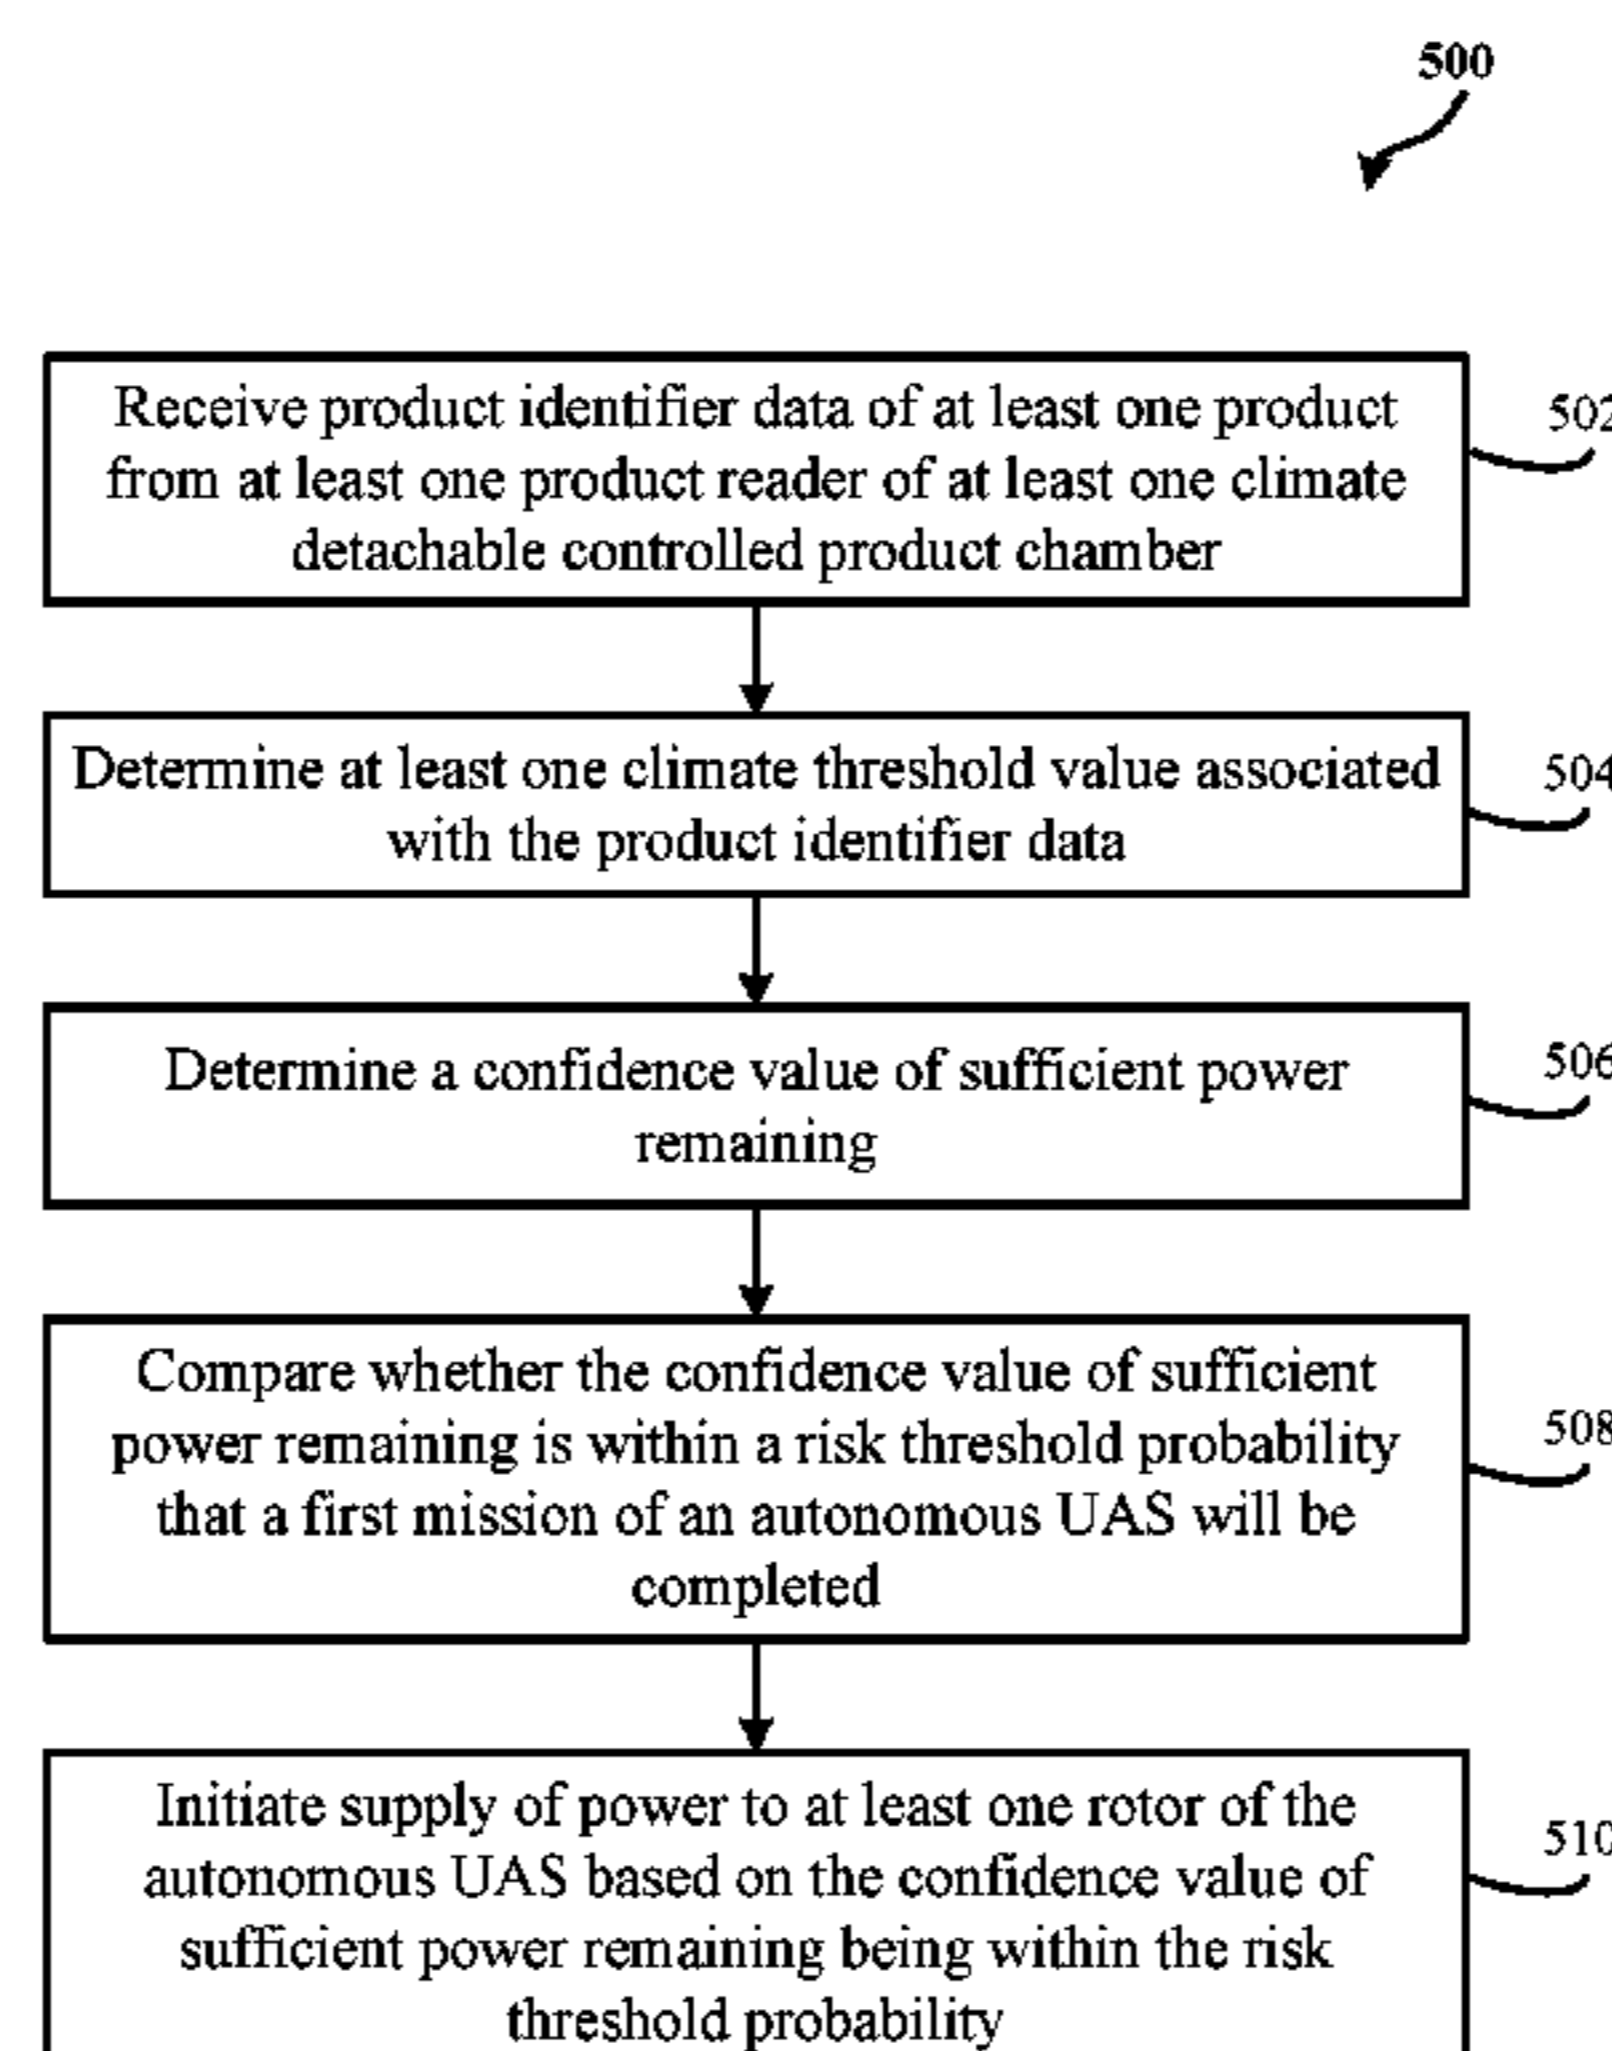 500
Receive product identifier data of at least one product
from at least one product reader of at least one climate
detachable controlled product chamber
502
Determine at least one climate threshold value associated
with the product identifier data
504
Determine a confidence value of sufficient power
remaining
506
Compare whether the confidence value of sufficient
power remaining is within a risk threshold probability
that a first mission of an autonomous UAS will be
completed
508
Initiate supply of power to at least one rotor of the
autonomous UAS based on the confidence value of
sufficient power remaining being within the risk
threshold probability
510